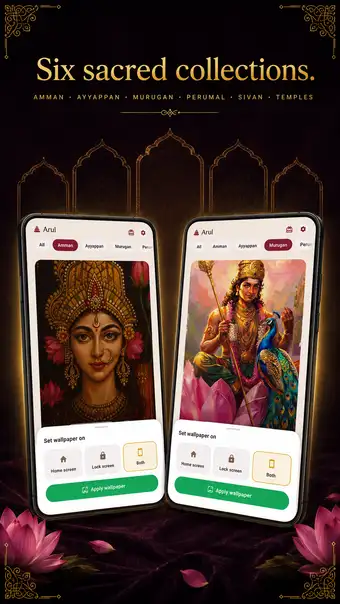 Six sacred collections.
AMMAN • AYYAPPAN • MURUGAN • PERUMAL • SIVAN • TEMPLES
Arul
All Amman Ayyappan Murugan Peru
Set wallpaper on
Home screen Lock screen Both
Apply wallpaper
Arul
All Amman Ayyappan Murugan Peru
Set wallpaper on
Home screen Lock screen Both
Apply wallpaper